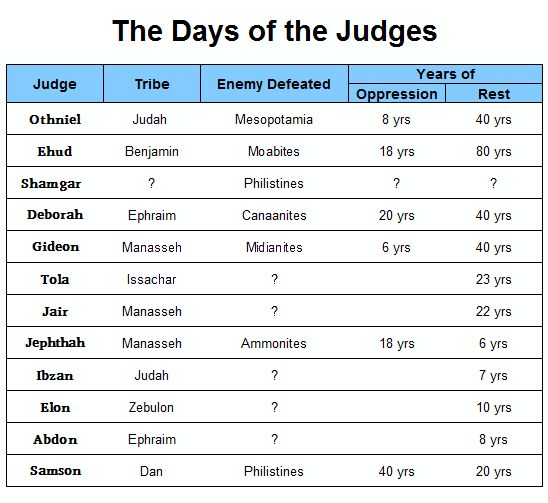 The Days of the Judges
Judge Tribe Enemy Defeated Years of
Oppression Rest
Othniel Judah Mesopotamia 8 yrs 40 yrs
Ehud Benjamin Moabites 18 yrs 80 yrs
Shamgar ? Philistines ? ?
Deborah Ephraim Canaanites 20 yrs 40 yrs
Gideon Manasseh Midianites 6 yrs 40 yrs
Tola Issachar ? 23 yrs
Jair Manasseh ? 22 yrs
Jephthah Manasseh Ammonites 18 yrs 6 yrs
Ibzan Judah ? 7 yrs
Elon Zebulon ? 10 yrs
Abdon Ephraim ? 8 yrs
Samson Dan Philistines 40 yrs 20 yrs